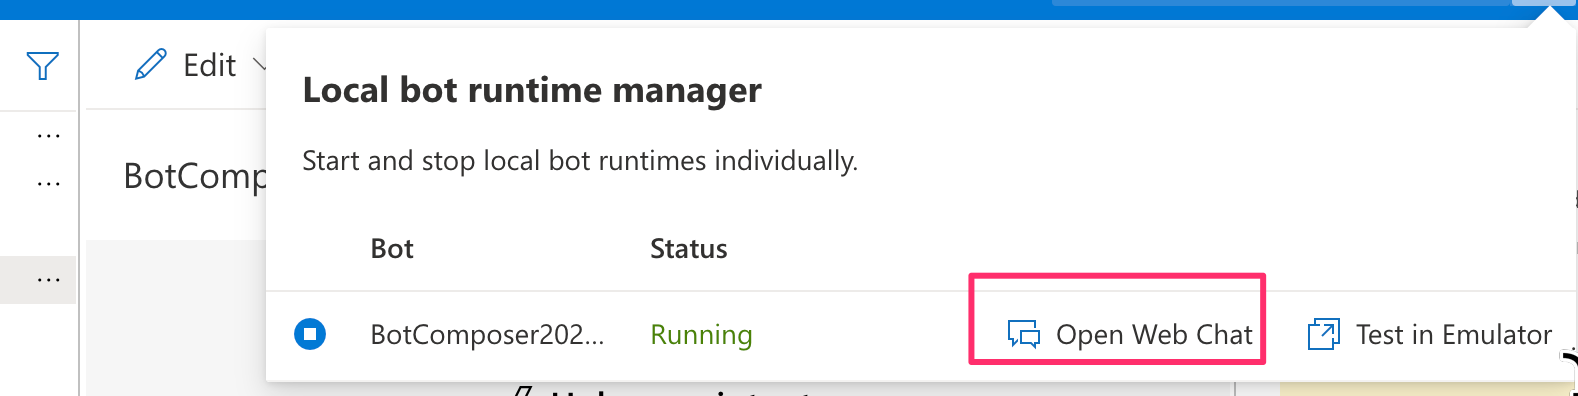 Edit
Local bot runtime manager
BotComp
Start and stop local bot runtimes individually.
Bot Status
BotComposer202... Running Open Web Chat Test in Emulator